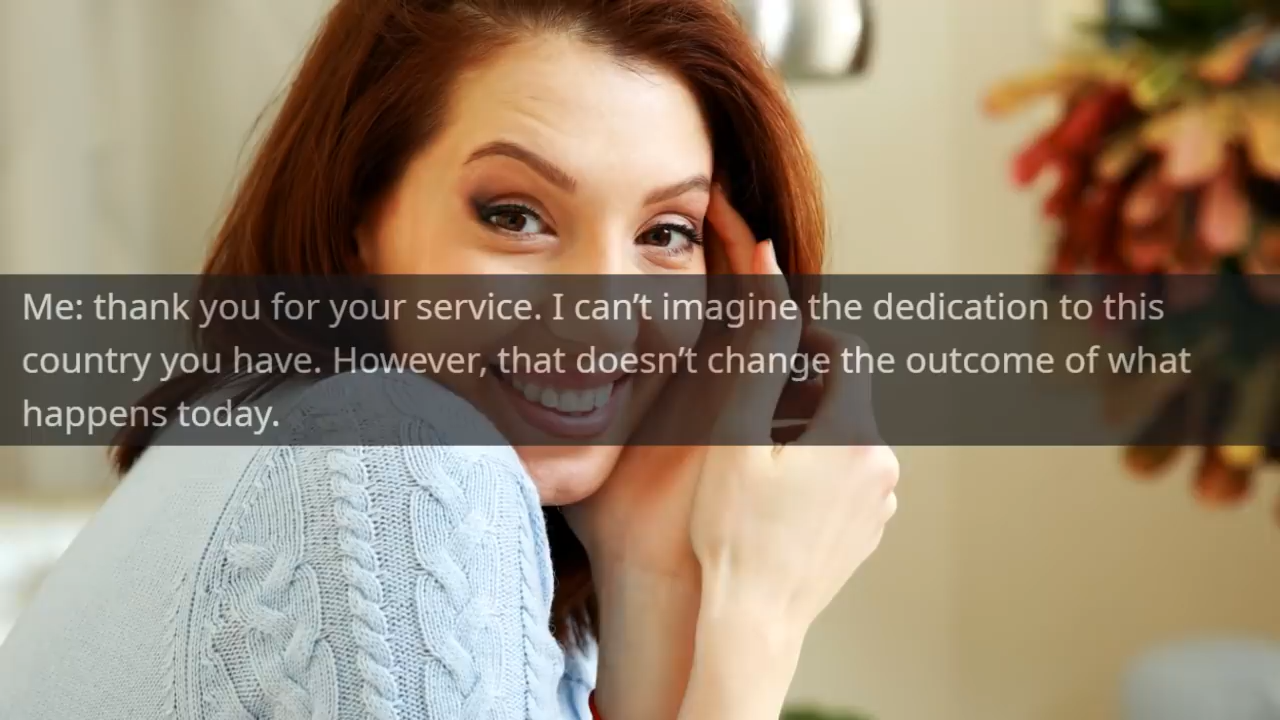 Me: thank you for your service. I can’t imagine the dedication to this
country you have. However, that doesn’t change the outcome of what
happens today.